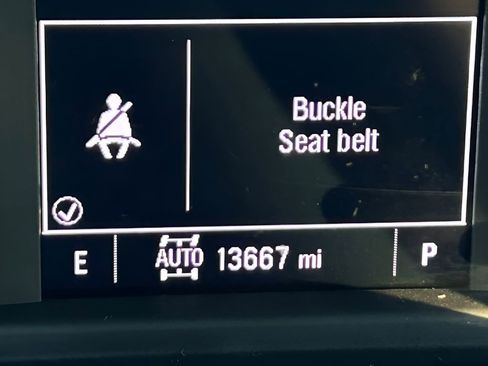 Buckle
Seat belt
E AUTO 13667 mi P